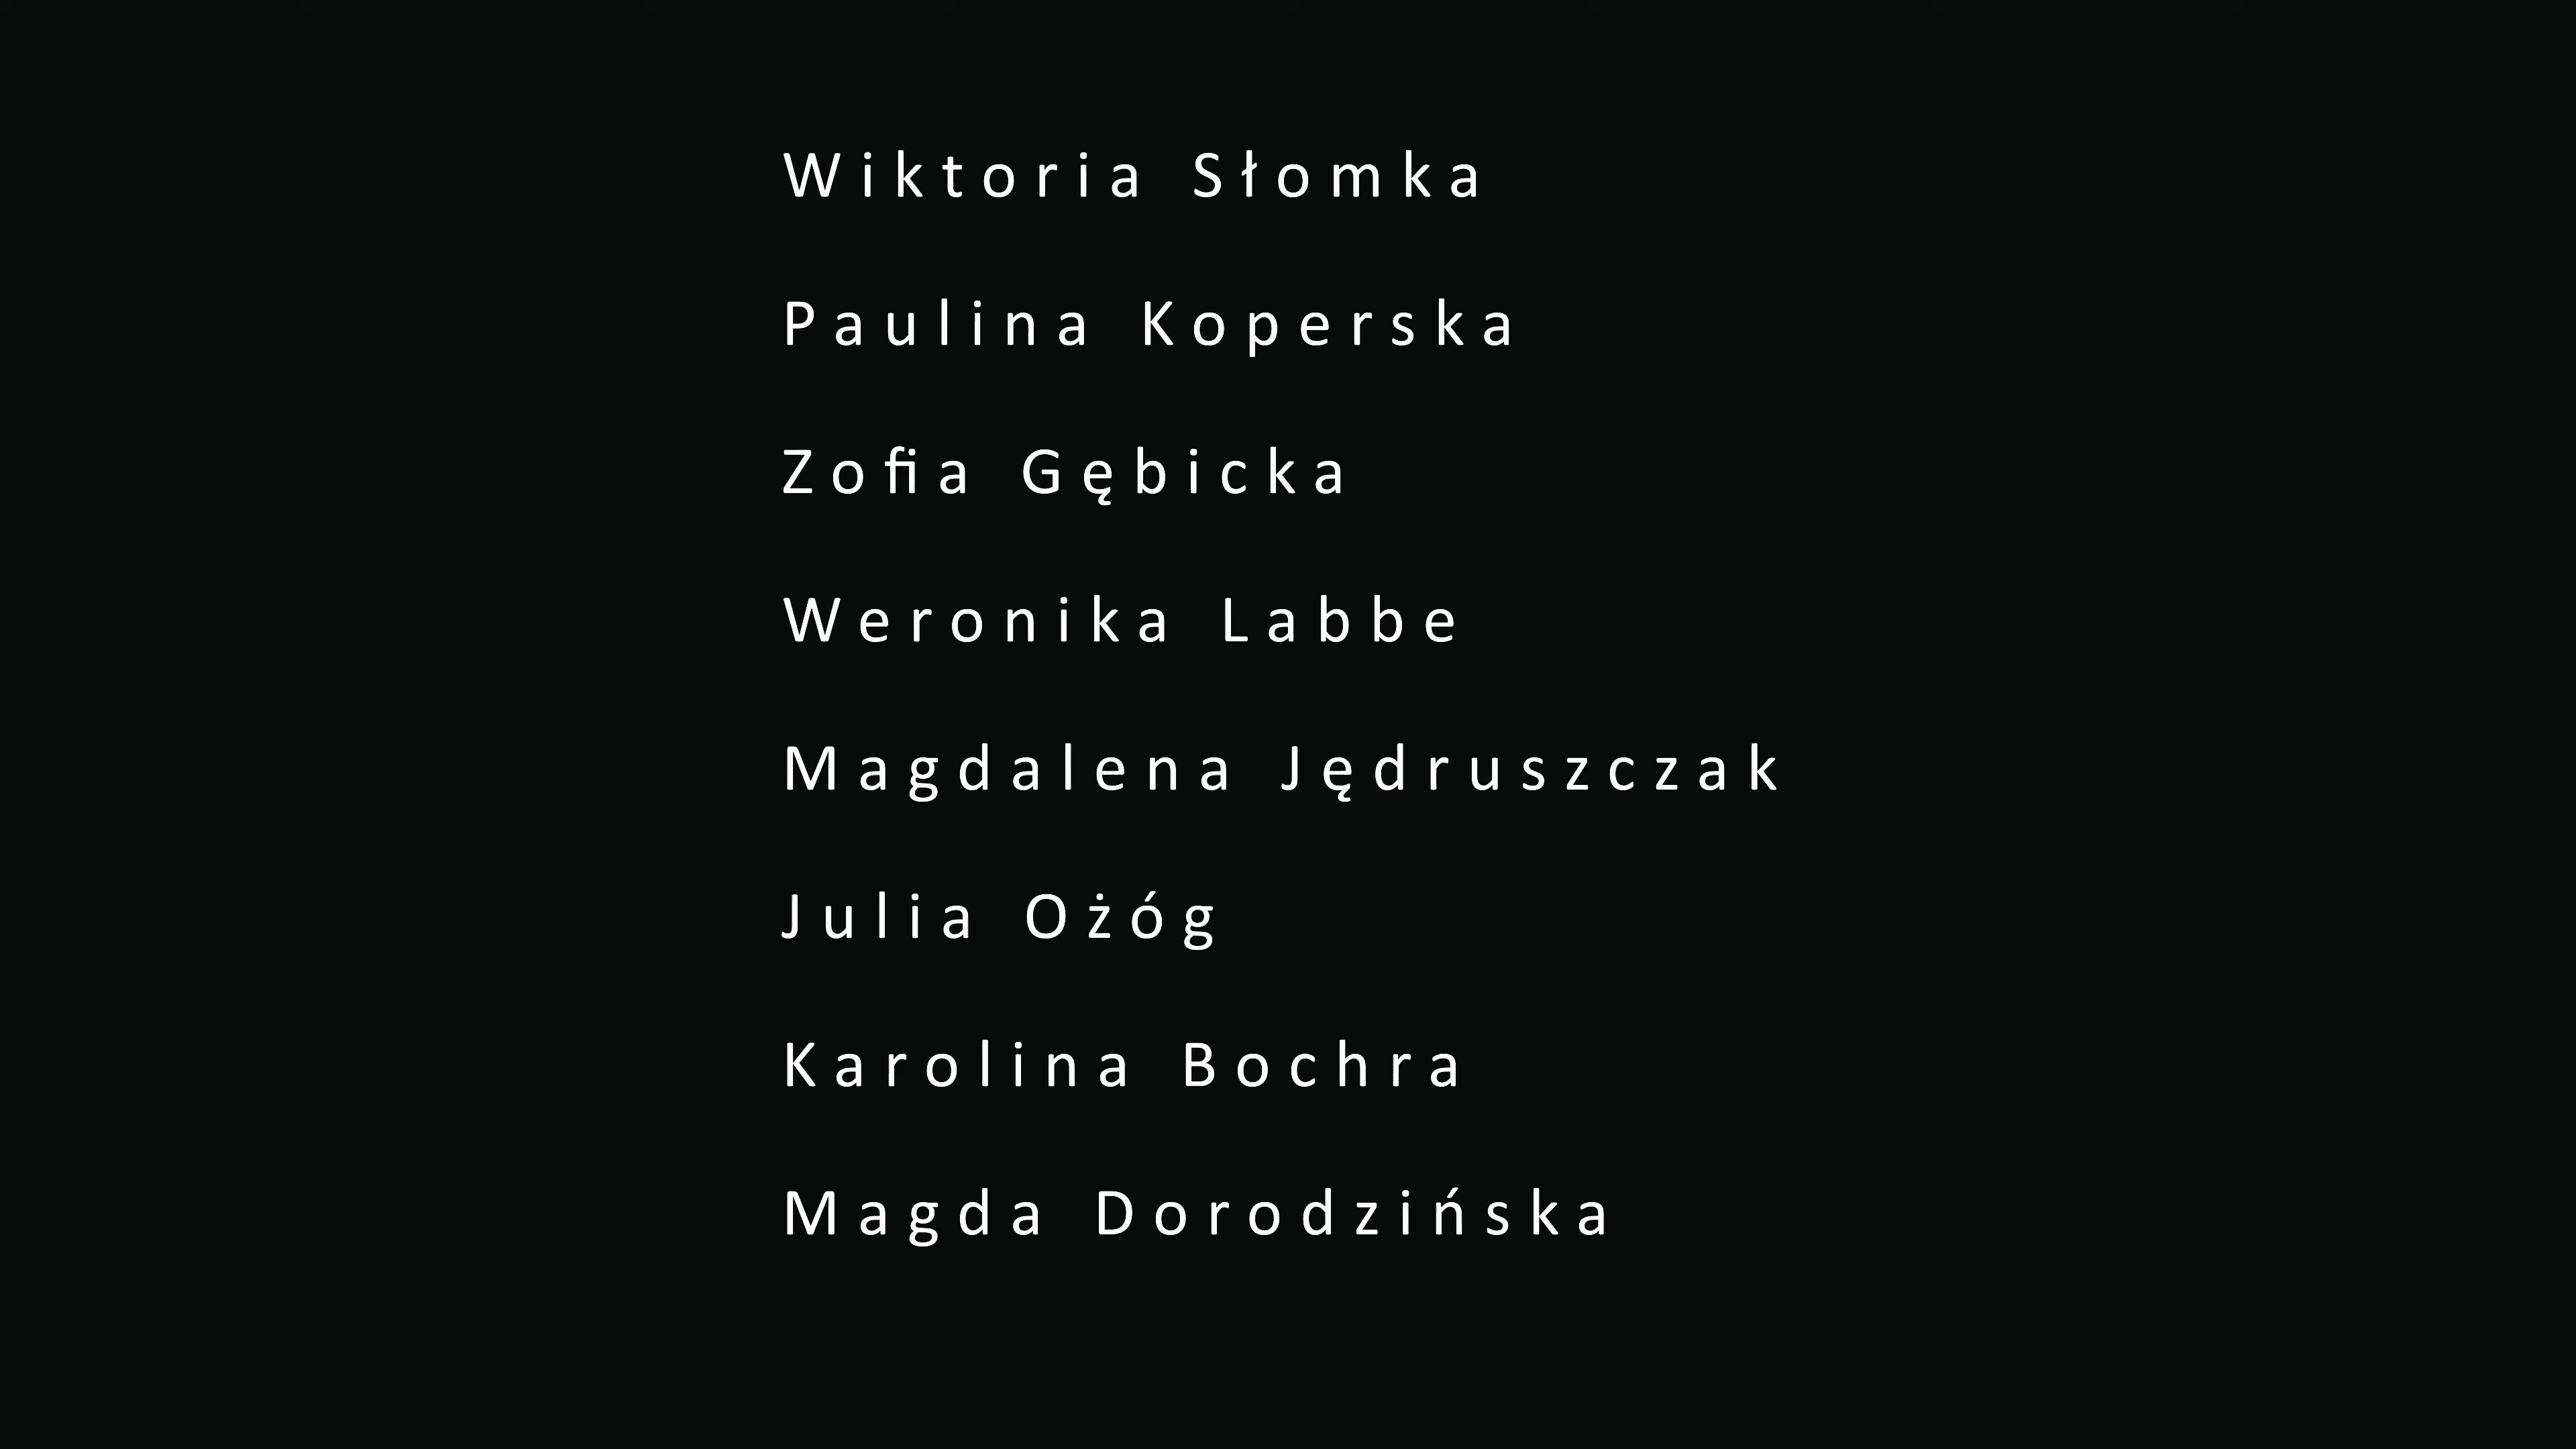 Wiktoria Słomka
Paulina Koperska
Zofia Gębicka
Weronika Labbe
Magdalena Jędruszczak
Julia Ożóg
Karolina Bochra
Magda Dorodzińska